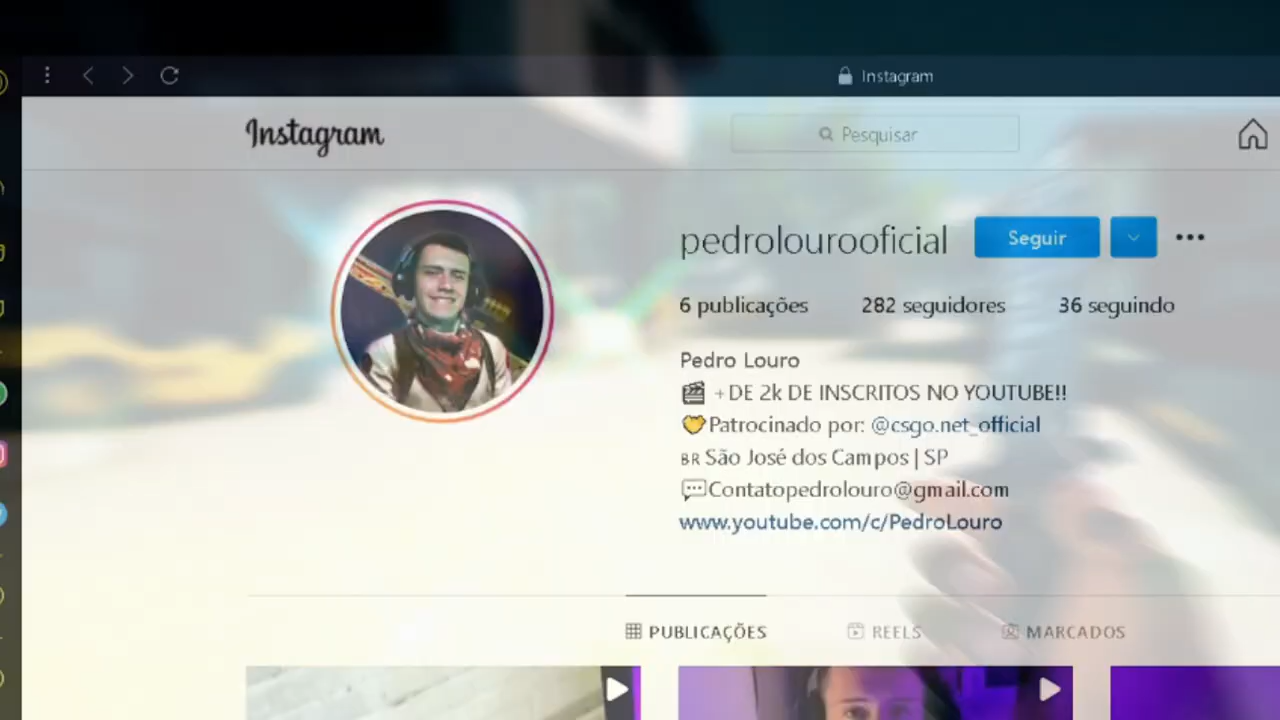 Instagram
Instagram
Pesquisar
pedrolourooficial
Seguir
6 publicações 282 seguidores 36 seguindo
Pedro Louro
🎬 +DE 2k DE INSCRITOS NO YOUTUBE!!
💛Patrocinado por: @csgo.net_official
BR São José dos Campos | SP
💬Contatopedrolouro@gmail.com
www.youtube.com/c/PedroLouro
PUBLICAÇÕES REELS MARCADOS